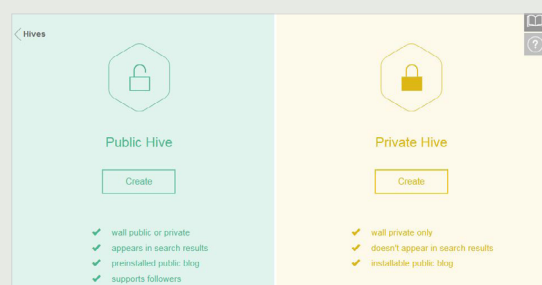 Hives
Public Hive
Create
wall public or private
appears in search results
preinstalled public blog
supports followers
Private Hive
Create
wall private only
doesn't appear in search results
installable public blog
?